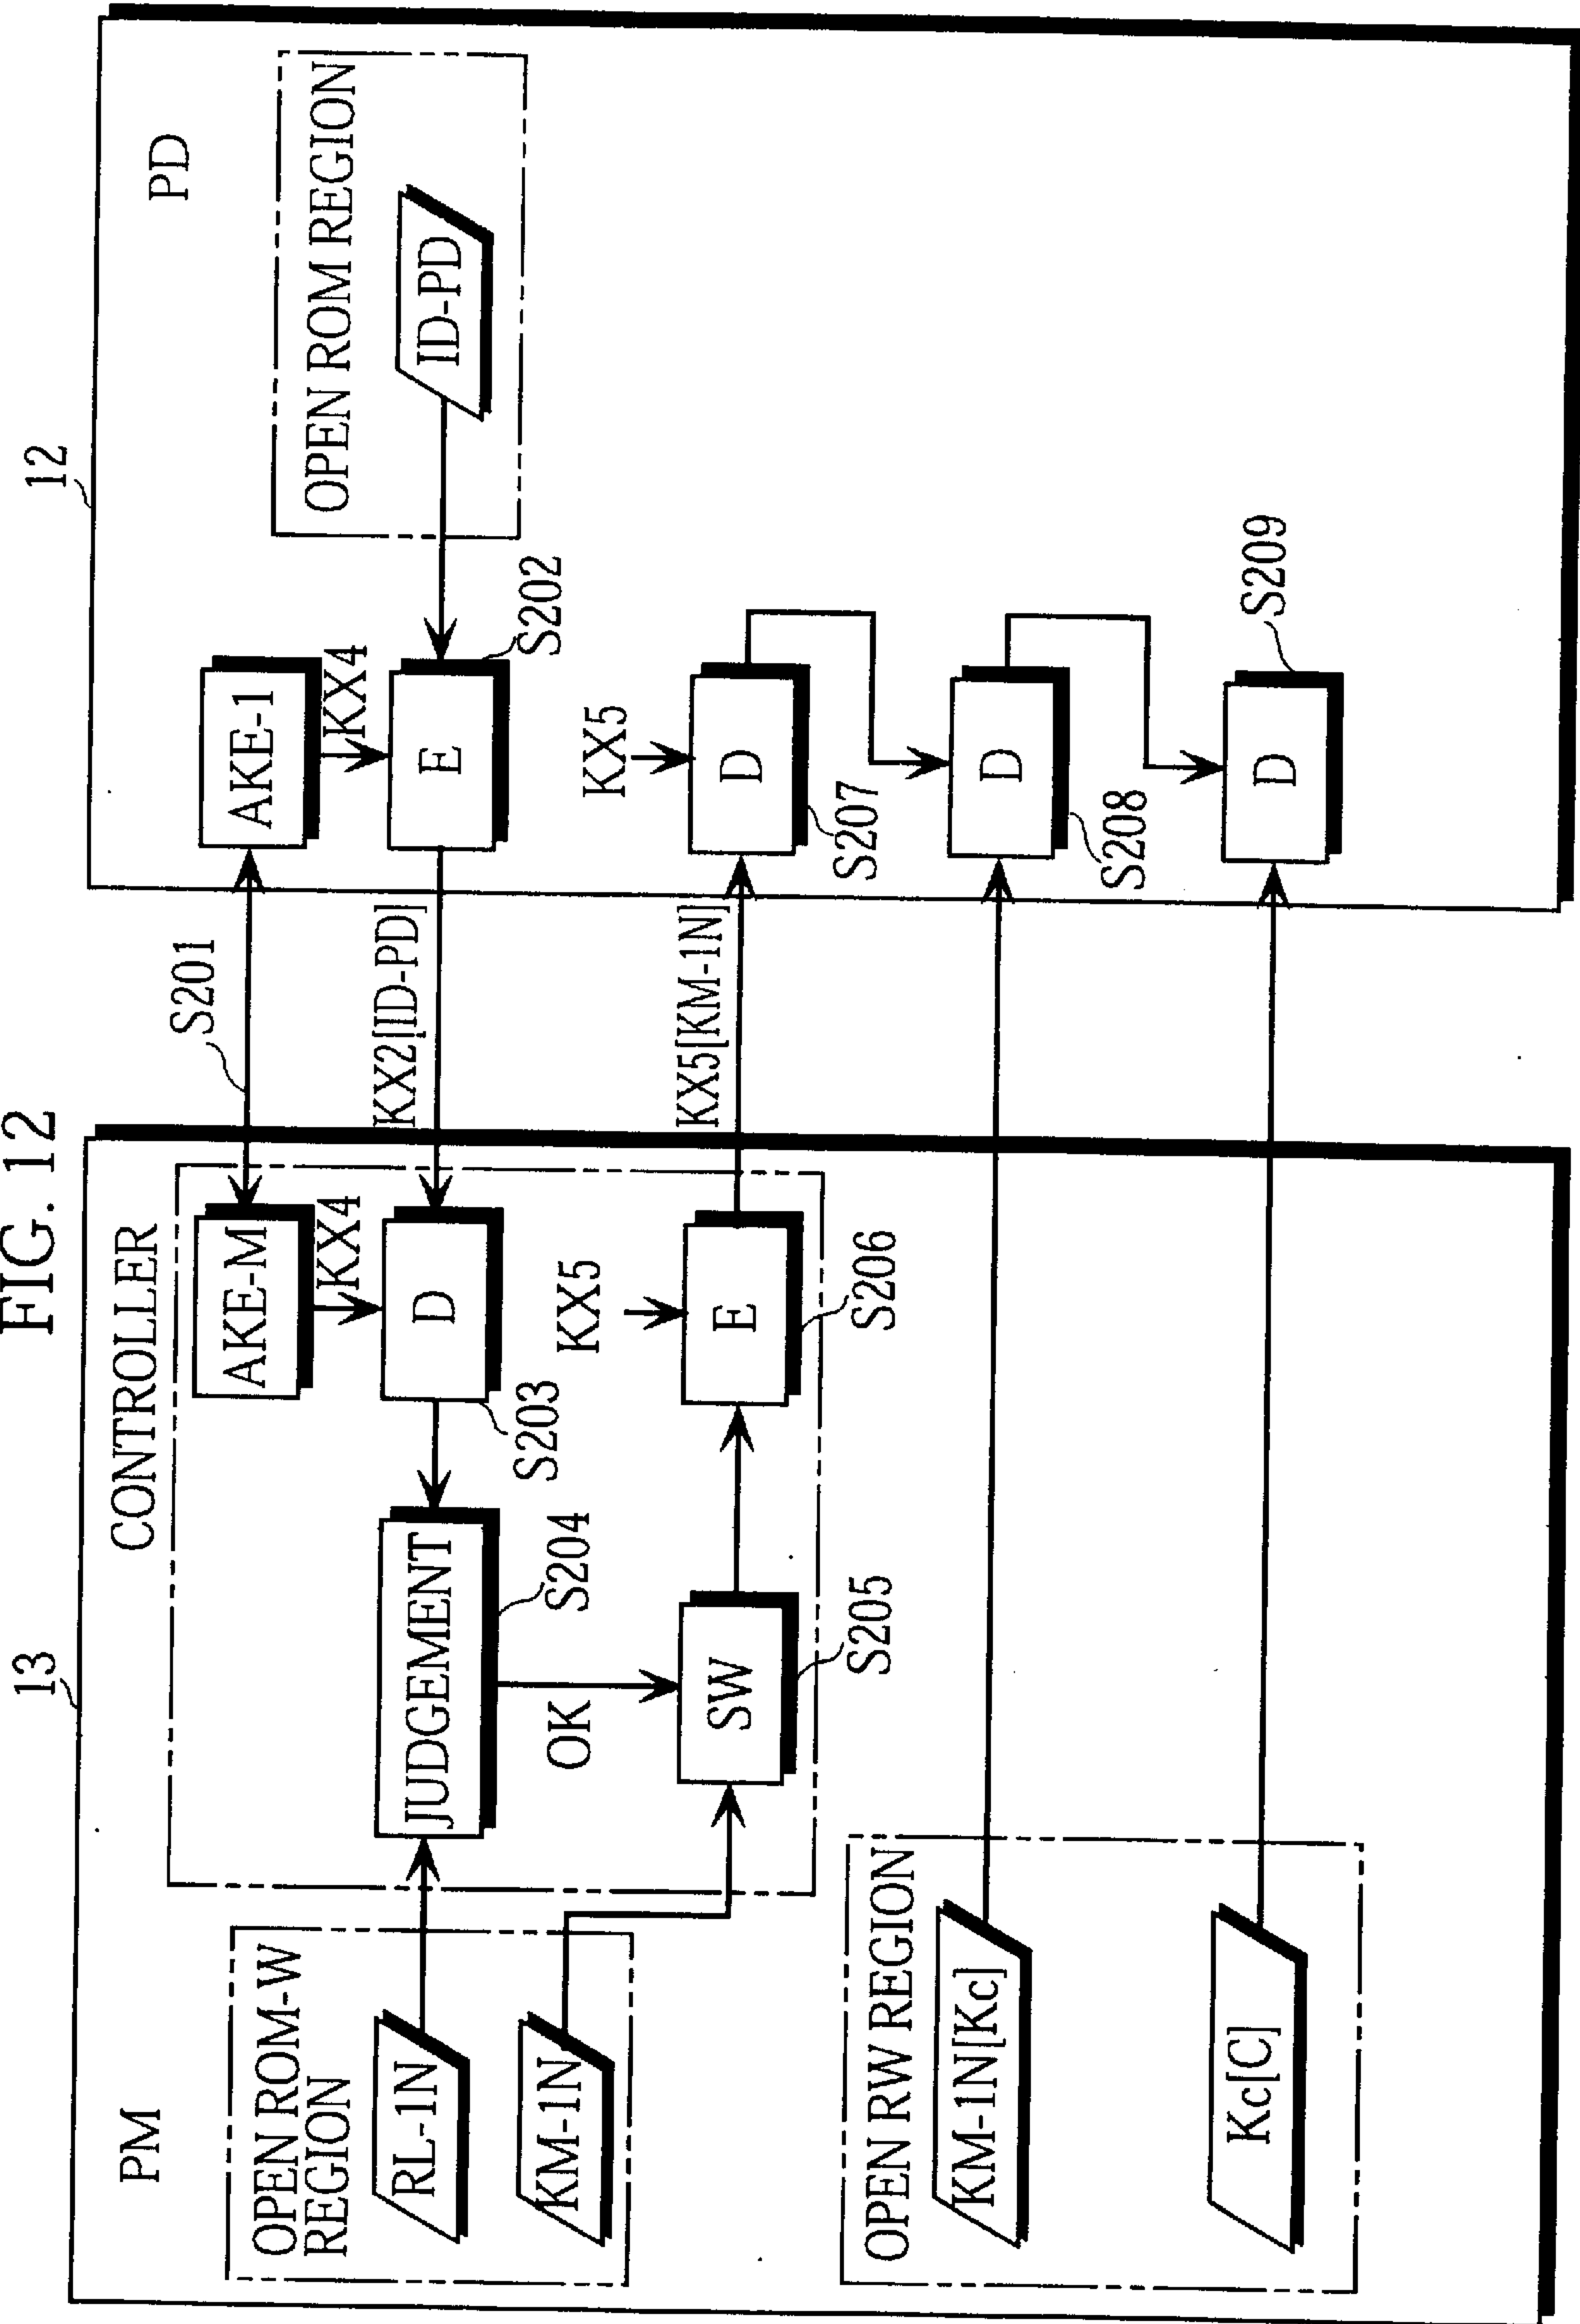 FIG. 12
13
PM
CONTROLLER
OPEN ROM-W
REGION
RL-1N
KM-1N
AKE-M
KX4
D
S203
JUDGEMENT
S204
OK
SW
S205
KX5
E
S206
OPEN RW REGION
KM-1N[Kc]
Kc[C]
S201
KX2[ID-PD]
KX5[KM-1N]
12
PD
OPEN ROM REGION
ID-PD
AKE-1
KX4
E
S202
KX5
D
S207
D
S208
D
S209